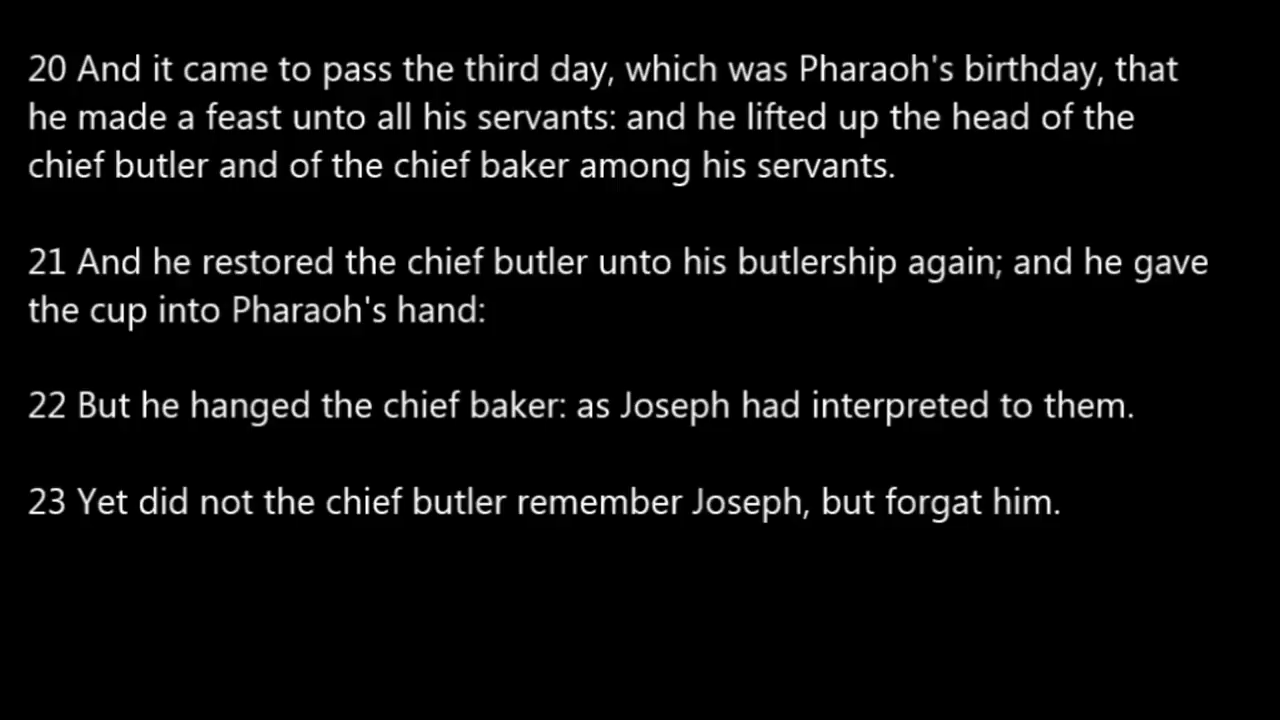 20 And it came to pass the third day, which was Pharaoh's birthday, that
he made a feast unto all his servants: and he lifted up the head of the
chief butler and of the chief baker among his servants.
21 And he restored the chief butler unto his butlership again; and he gave
the cup into Pharaoh's hand:
22 But he hanged the chief baker: as Joseph had interpreted to them.
23 Yet did not the chief butler remember Joseph, but forgat him.